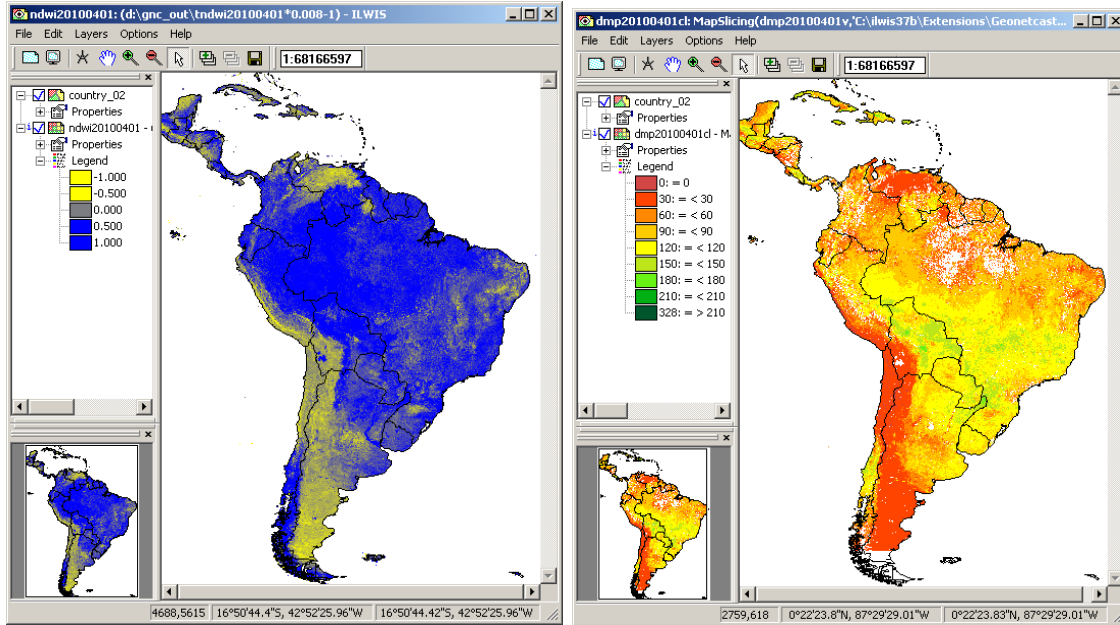 ndwi20100401: (d:\gnc_out\tndwi20100401*0.008-1) - ILWIS
File Edit Layers Options Help
1:68166597
country_02
Properties
ndwi20100401 -
Properties
Legend
-1.000
-0.500
0.000
0.500
1.000
4688,5615 16°50'44.4"S, 42°52'25.96"W 16°50'44.42"S, 42°52'25.96"W
dmp20100401cl: MapSlicing(dmp20100401v,'C:\ilwis37b\Extensions\Geonetcast...
File Edit Layers Options Help
1:68166597
country_02
Properties
dmp20100401cl - M
Properties
Legend
0: = 0
30: = < 30
60: = < 60
90: = < 90
120: = < 120
150: = < 150
180: = < 180
210: = < 210
328: = > 210
2759,618 0°22'23.8"N, 87°29'29.01"W 0°22'23.83"N, 87°29'29.01"W